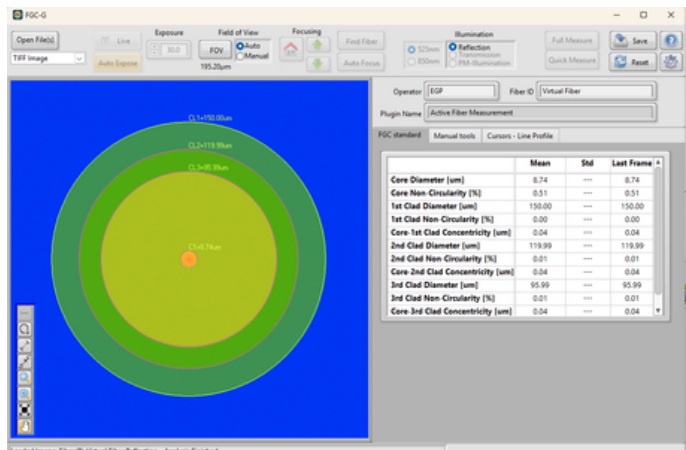 FGC-G
Open File(s)
TIFF Image
Live
Auto Expose
Exposure
30.0
Field of View
FOV
Auto
Manual
195.20μm
Focusing
Find Fiber
Auto Focus
Illumination
525nm
850nm
Reflection
Transmission
PM-Illumination
Full Measure
Quick Measure
Save
Reset
Operator EGP Fiber ID Virtual Fiber
Plugin Name Active Fiber Measurement
FGC standard Manual tools Cursors - Line Profile
CL1=150.00um
CL2=119.99um
CL3=95.99um
C1=8.74um
Mean Std Last Frame
Core Diameter [um] 8.74 --- 8.74
Core Non-Circularity [%] 0.51 --- 0.51
1st Clad Diameter [um] 150.00 --- 150.00
1st Clad Non-Circularity [%] 0.00 --- 0.00
Core-1st Clad Concentricity [um] 0.04 --- 0.04
2nd Clad Diameter [um] 119.99 --- 119.99
2nd Clad Non-Circularity [%] 0.01 --- 0.01
Core-2nd Clad Concentricity [um] 0.04 --- 0.04
3rd Clad Diameter [um] 95.99 --- 95.99
3rd Clad Non-Circularity [%] 0.01 --- 0.01
Core-3rd Clad Concentricity [um] 0.04 --- 0.04